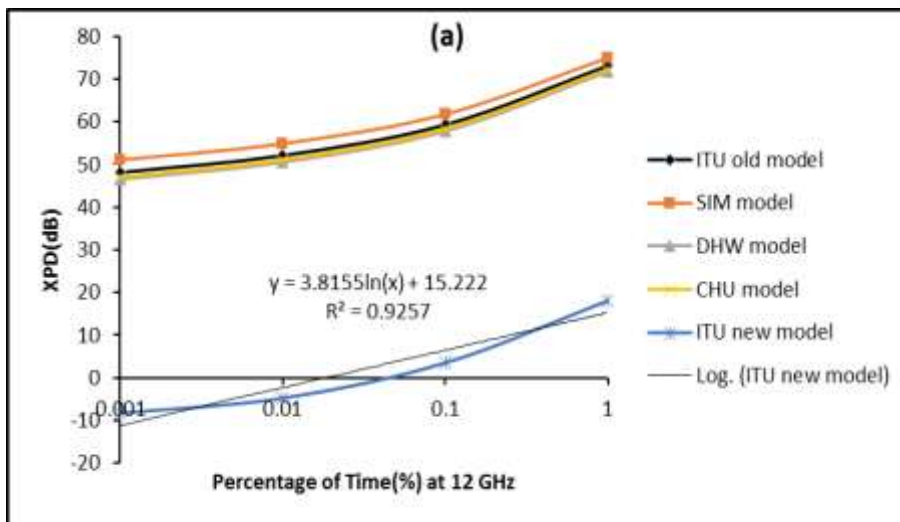 (a)
80
70
60
50
40
30
20
10
0
-10
-20
XPD(dB)
0.001
0.01
0.1
1
Percentage of Time(%) at 12 GHz
y = 3.8155ln(x) + 15.222
R² = 0.9257
ITU old model
SIM model
DHW model
CHU model
ITU new model
Log. (ITU new model)